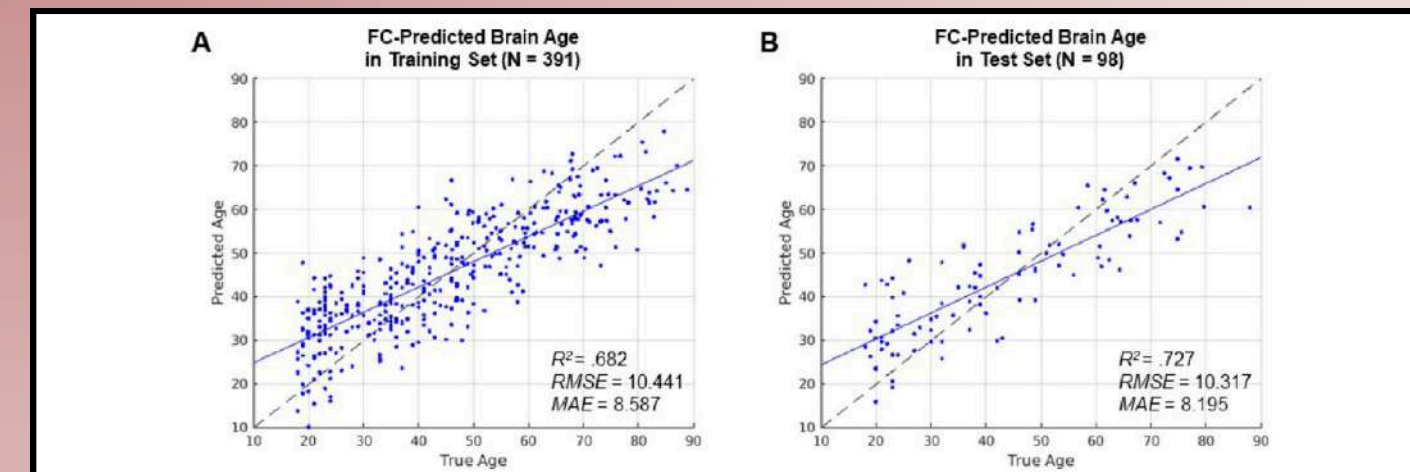 A
FC-Predicted Brain Age
in Training Set (N = 391)
90
80
70
60
50
40
30
20
10
Predicted Age
R² = .682
RMSE = 10.441
MAE = 8.587
10 20 30 40 50 60 70 80 90
True Age
B
FC-Predicted Brain Age
in Test Set (N = 98)
90
80
70
60
50
40
30
20
10
Predicted Age
R² = .727
RMSE = 10.317
MAE = 8.195
10 20 30 40 50 60 70 80 90
True Age